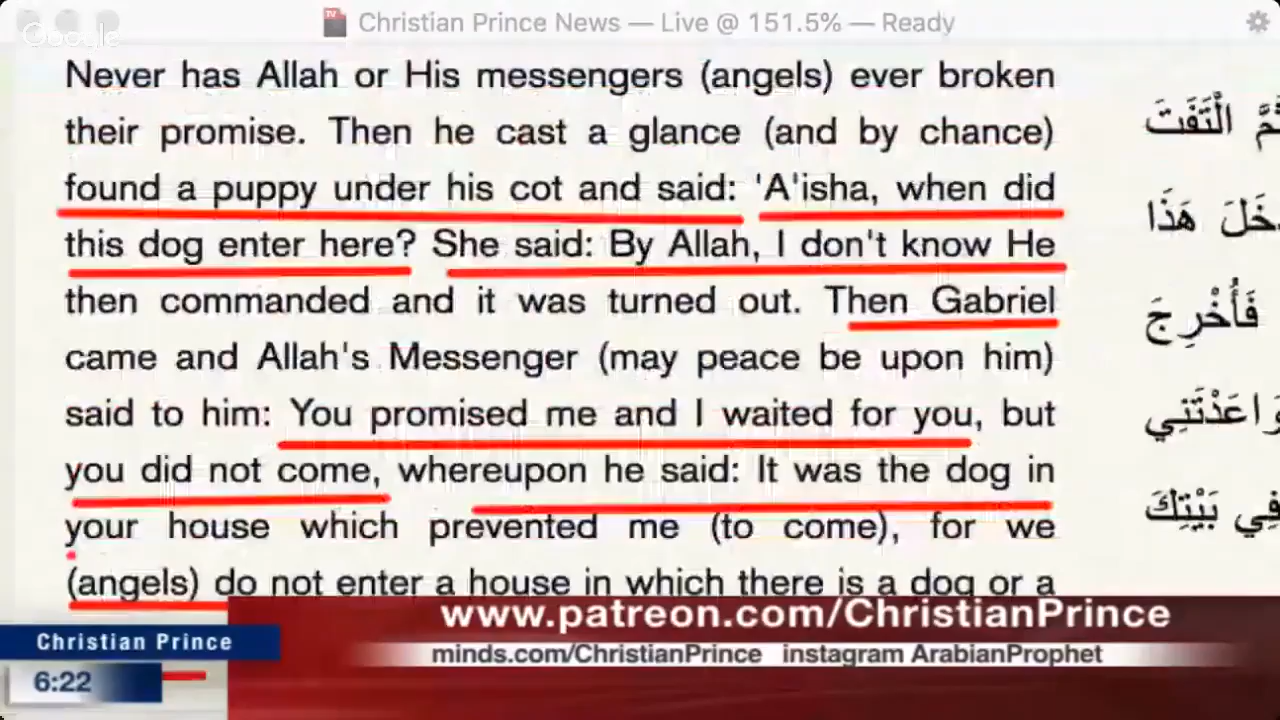 Christian Prince News — Live @ 151.5% — Ready
Google
Never has Allah or His messengers (angels) ever broken
their promise. Then he cast a glance (and by chance)
found a puppy under his cot and said: 'A'isha, when did
this dog enter here? She said: By Allah, I don't know He
then commanded and it was turned out. Then Gabriel
came and Allah's Messenger (may peace be upon him)
said to him: You promised me and I waited for you, but
you did not come, whereupon he said: It was the dog in
your house which prevented me (to come), for we
(angels) do not enter a house in which there is a dog or a
ثُمَّ الْتَفَتَ
دَخَلَ هَذَا
فَأُخْرِجَ
وَاعَدْتَنِي
فِي بَيْتِكَ
www.patreon.com/ChristianPrince
minds.com/ChristianPrince instagram ArabianProphet
Christian Prince
6:22